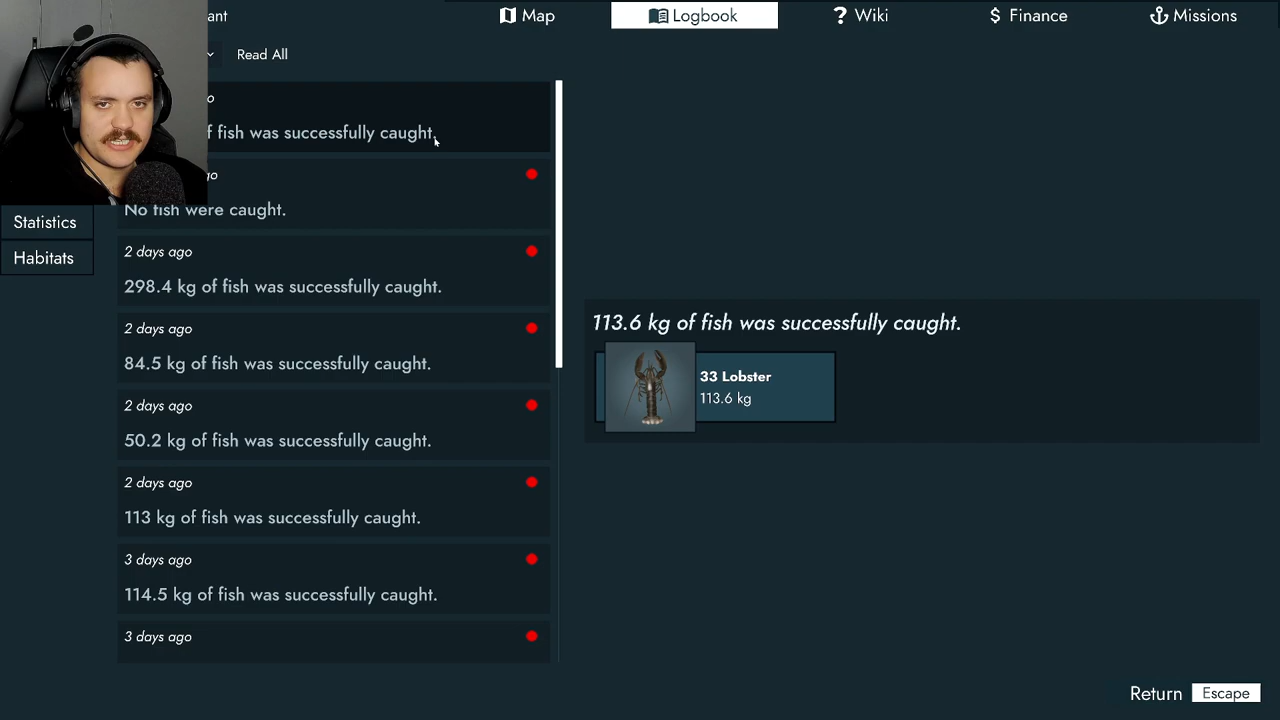 Map
Logbook
? Wiki
$ Finance
Missions
Read All
fish was successfully caught.
No fish were caught.
Statistics
Habitats
2 days ago
298.4 kg of fish was successfully caught.
2 days ago
84.5 kg of fish was successfully caught.
2 days ago
50.2 kg of fish was successfully caught.
2 days ago
113 kg of fish was successfully caught.
3 days ago
114.5 kg of fish was successfully caught.
3 days ago
113.6 kg of fish was successfully caught.
33 Lobster
113.6 kg
Return Escape